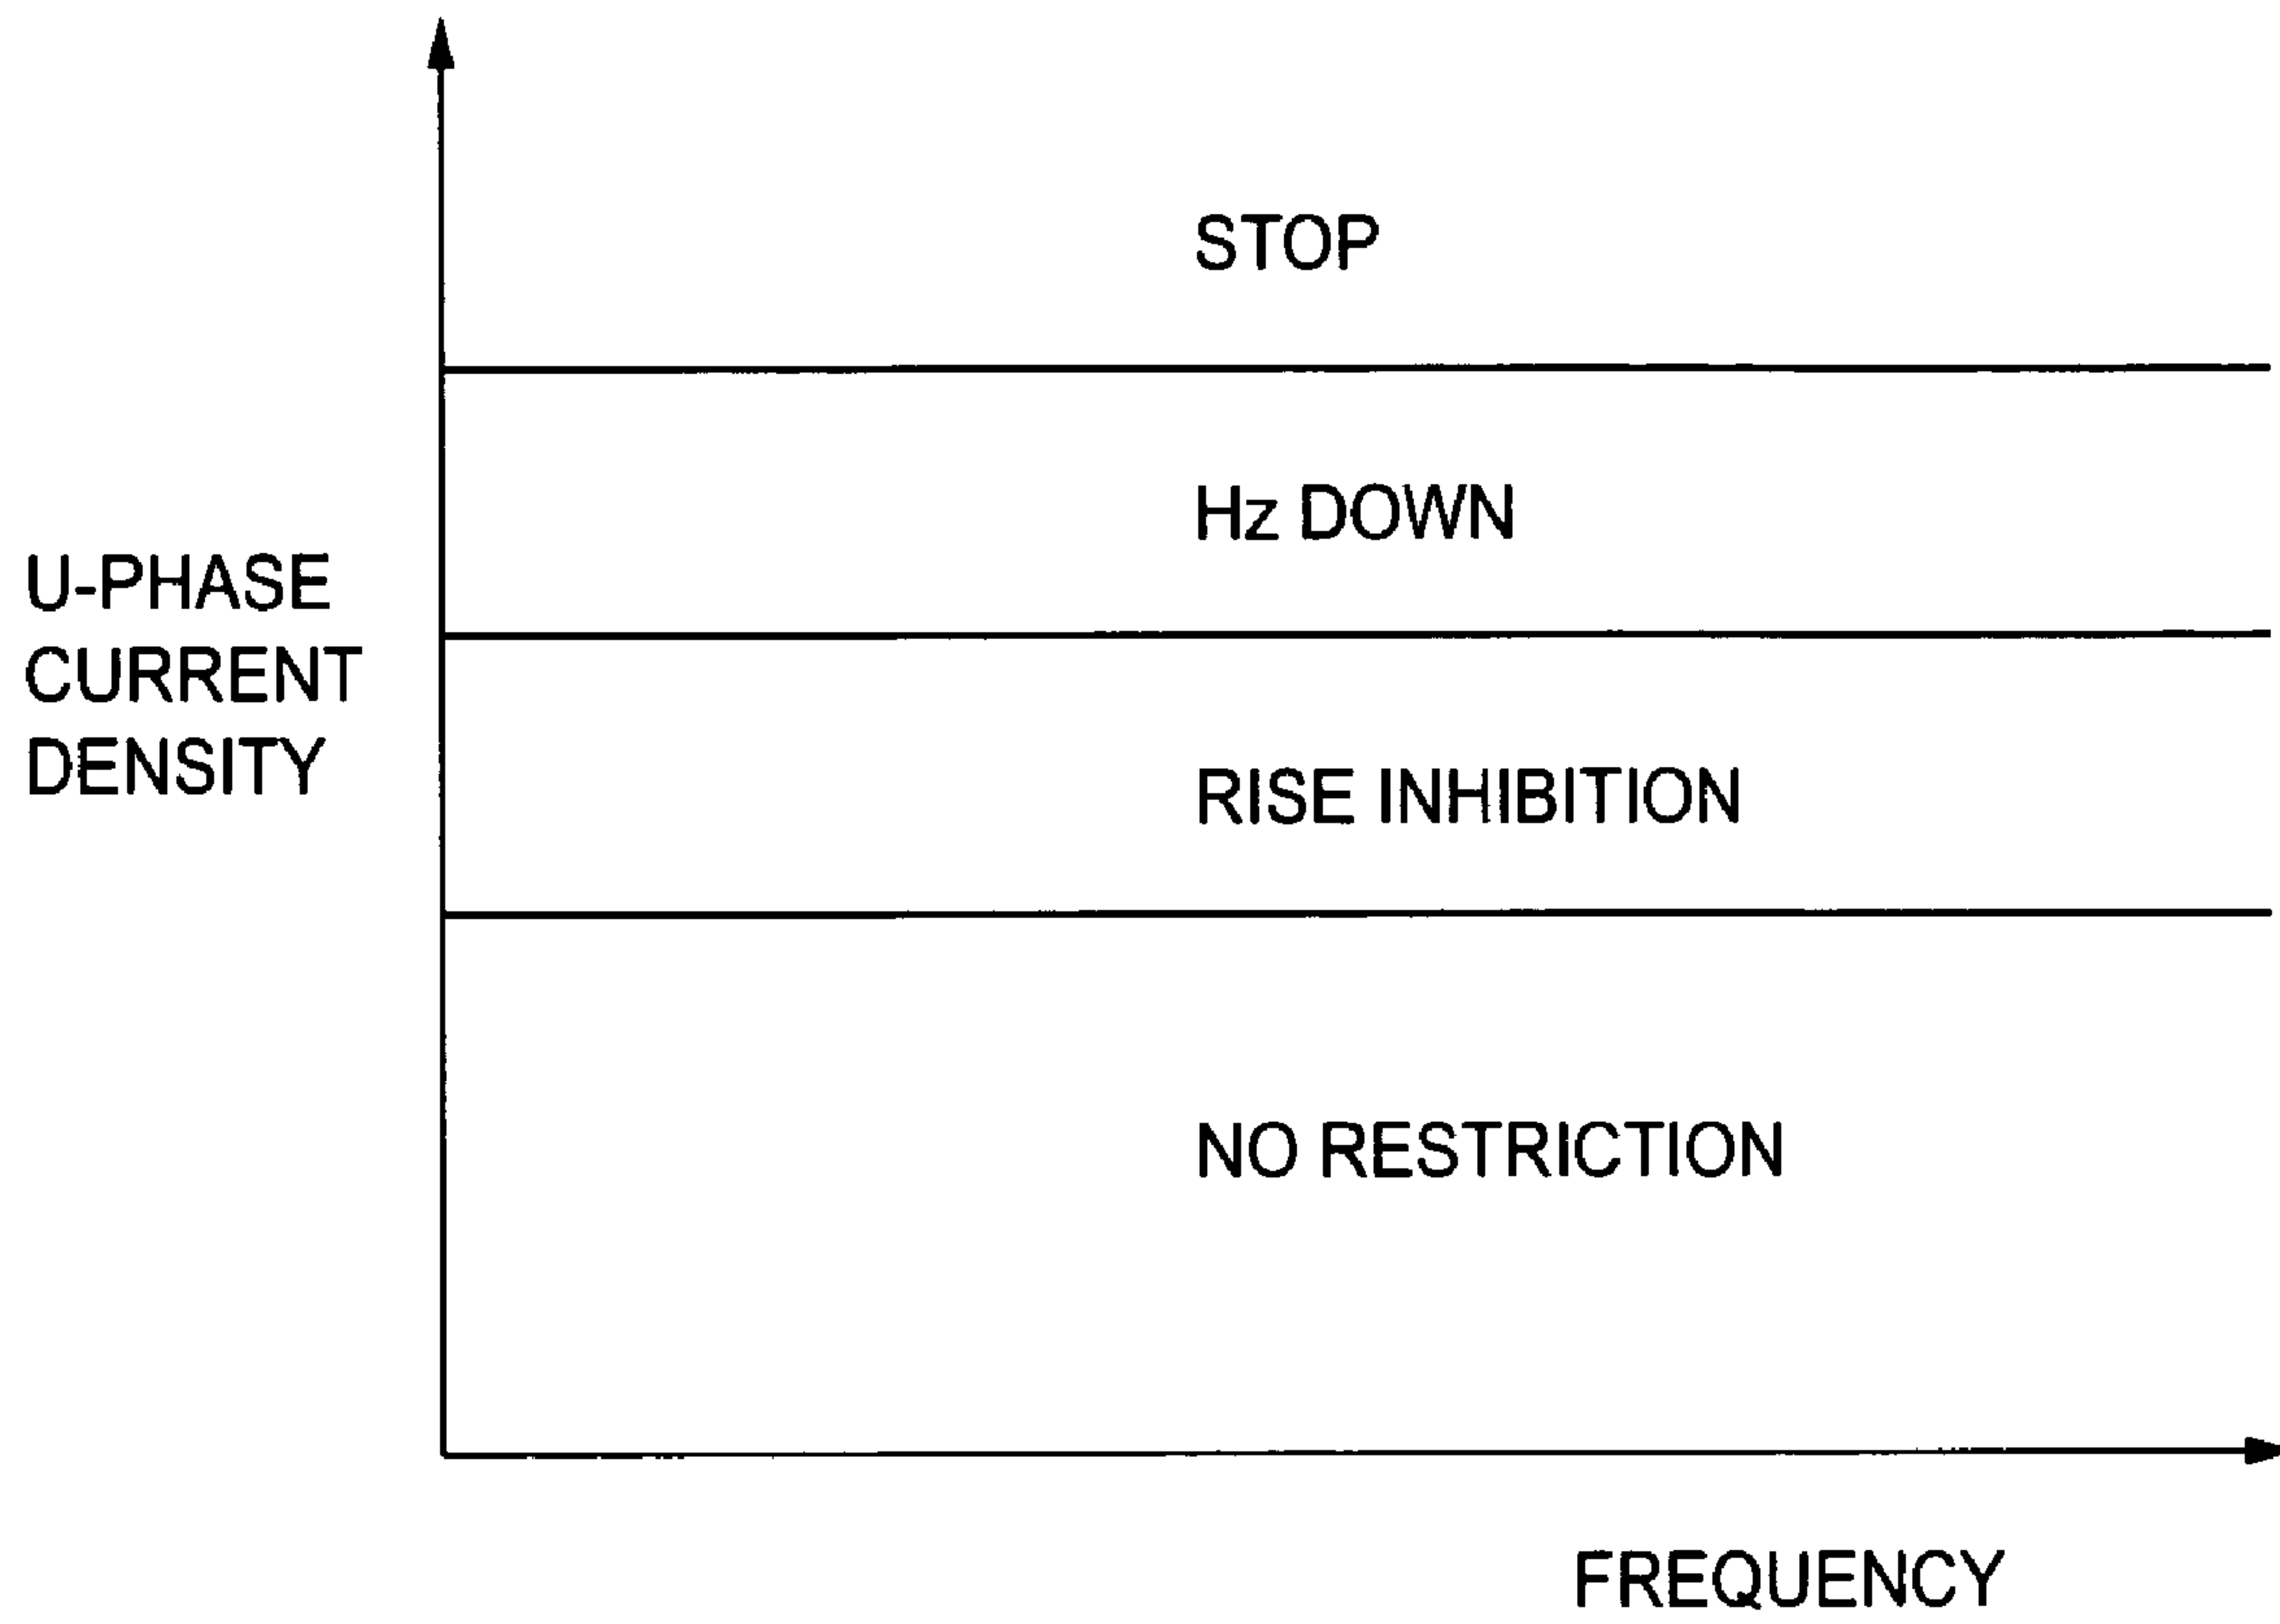 STOP
Hz DOWN
U-PHASE
CURRENT
DENSITY
RISE INHIBITION
NO RESTRICTION
FREQUENCY